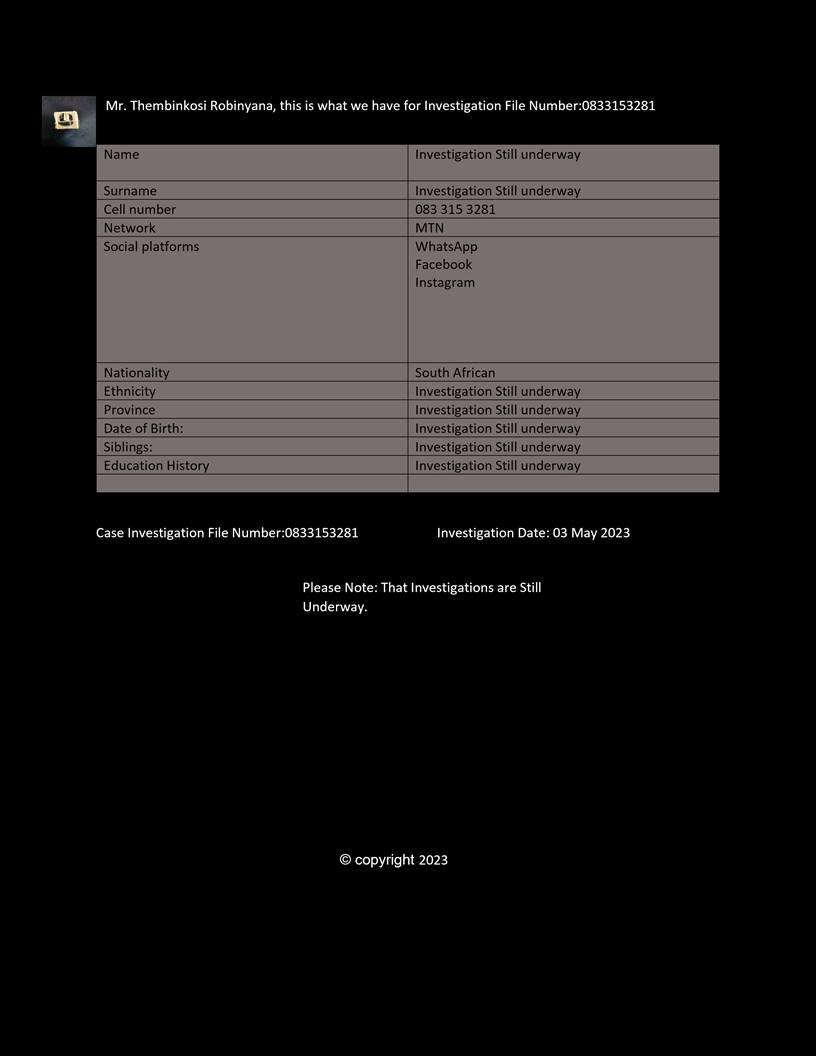 Mr. Thembinkosi Robinyana, this is what we have for Investigation File Number:0833153281
Name Investigation Still underway
Surname Investigation Still underway
Cell number 083 315 3281
Network MTN
Social platforms WhatsApp
Facebook
Instagram
Nationality South African
Ethnicity Investigation Still underway
Province Investigation Still underway
Date of Birth: Investigation Still underway
Siblings: Investigation Still underway
Education History Investigation Still underway
Case Investigation File Number:0833153281 Investigation Date: 03 May 2023
Please Note: That Investigations are Still
Underway.
© copyright 2023